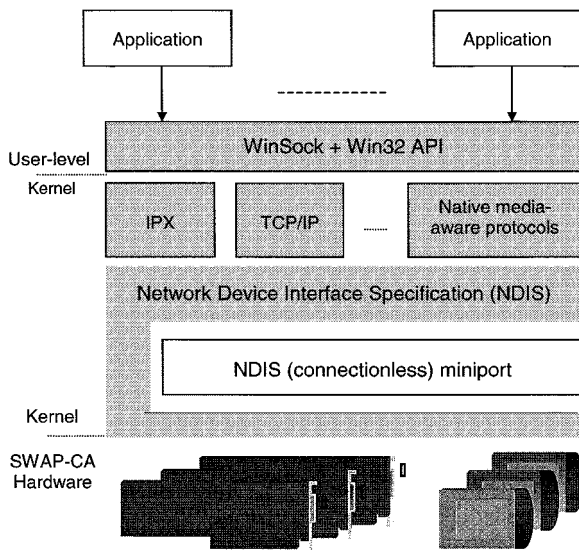 Application
Application
WinSock + Win32 API
User-level
Kernel
IPX
TCP/IP
Native media-
aware protocols
Network Device Interface Specification (NDIS)
NDIS (connectionless) miniport
Kernel
SWAP-CA
Hardware